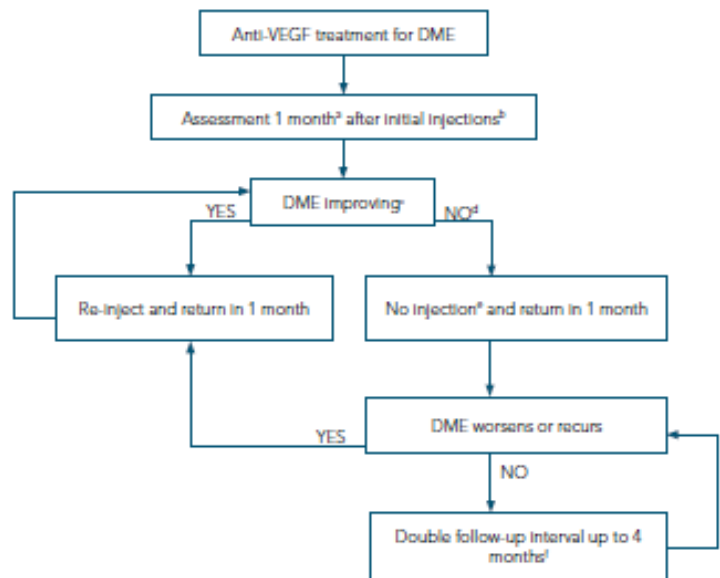 Anti-VEGF treatment for DME
Assessment 1 monthᵃ after initial injectionsᵇ
DME improvingᶜ
YES
NOᵈ
Re-inject and return in 1 month
No injectionᵉ and return in 1 month
DME worsens or recurs
YES
NO
Double follow-up interval up to 4
monthsᶠ